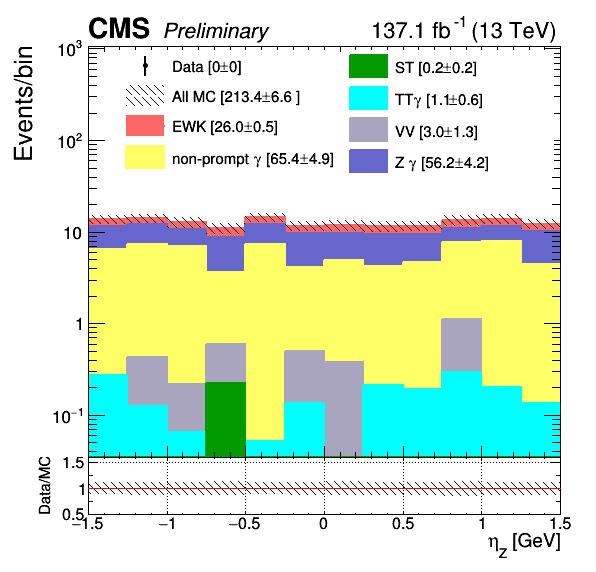 CMS Preliminary 137.1 fb⁻¹ (13 TeV)
Events/bin
10³
10²
10
1
10⁻¹
Data [0±0]
All MC [213.4±6.6 ]
EWK [26.0±0.5]
non-prompt γ [65.4±4.9]
ST [0.2±0.2]
TTγ [1.1±0.6]
VV [3.0±1.3]
Z γ [56.2±4.2]
Data/MC
1.5
1
0.5
−1.5 −1 −0.5 0 0.5 1 1.5
η_Z [GeV]